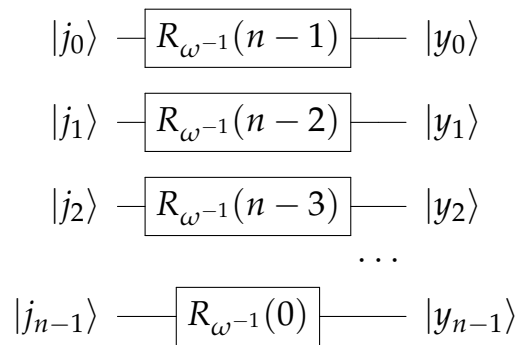 |j₀⟩ R_{ω⁻¹}(n − 1) |y₀⟩
|j₁⟩ R_{ω⁻¹}(n − 2) |y₁⟩
|j₂⟩ R_{ω⁻¹}(n − 3) |y₂⟩
. . .
|j_{n−1}⟩ R_{ω⁻¹}(0) |y_{n−1}⟩